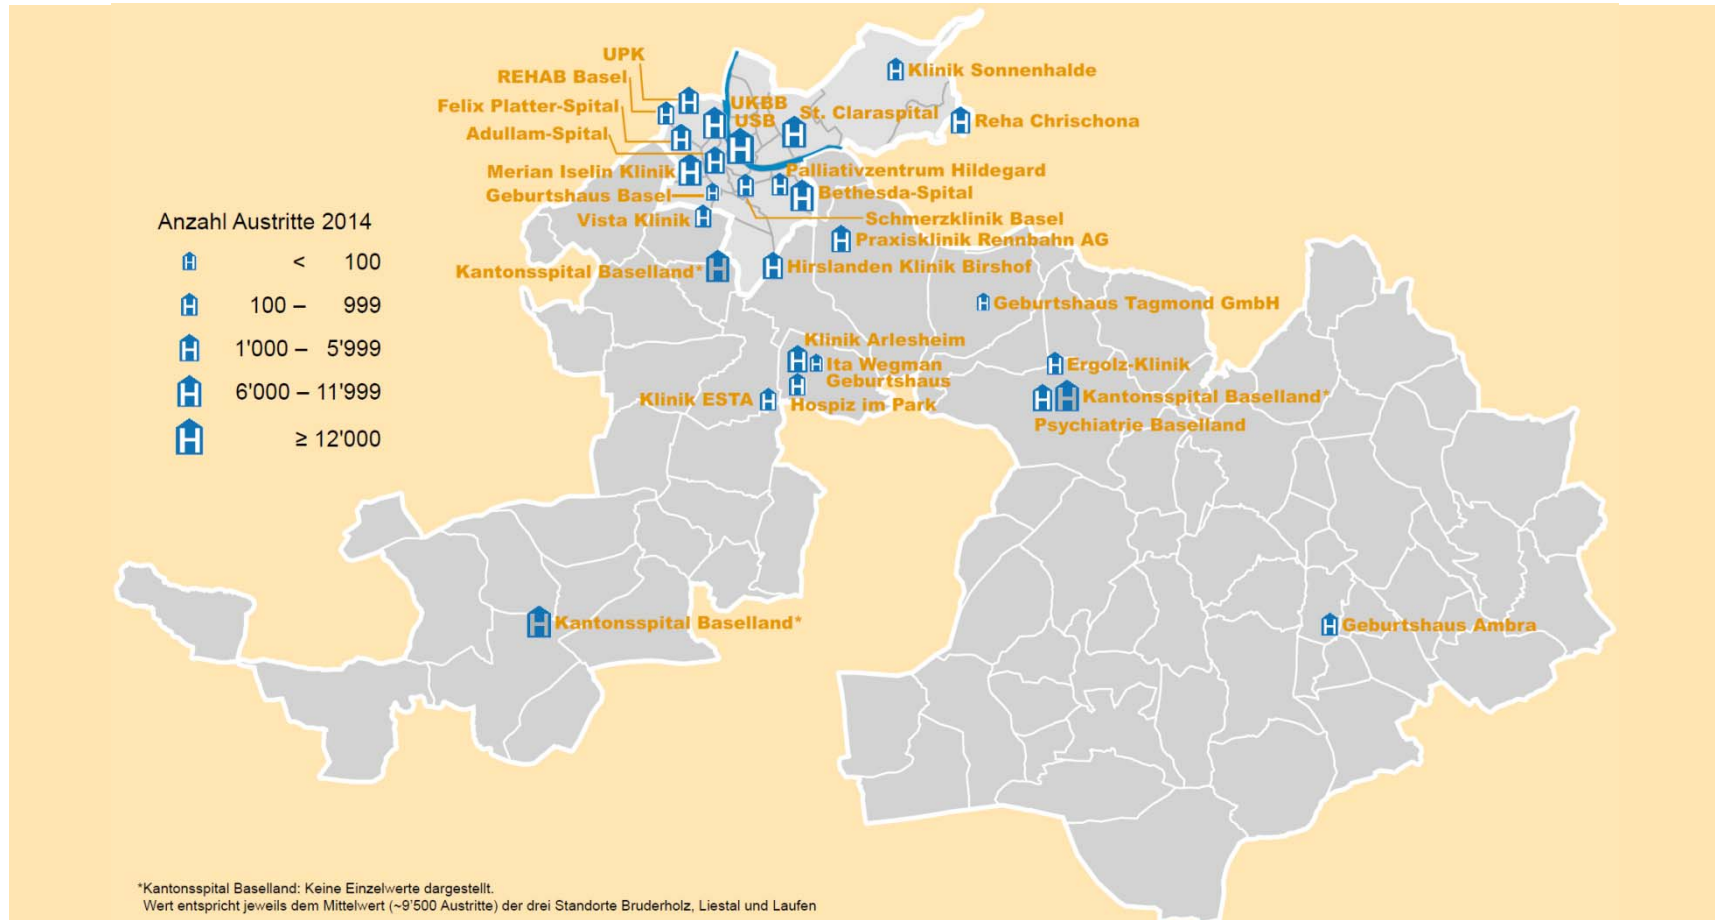 UPK
REHAB Basel
Felix Platter-Spital
Adullam-Spital
UKBB
USB
St. Claraspital
Klinik Sonnenhalde
Reha Chrischona
Merian Iselin Klinik
Palliativzentrum Hildegard
Geburtshaus Basel
Bethesda-Spital
Vista Klinik
Schmerzklinik Basel
Praxisklinik Rennbahn AG
Kantonsspital Baselland*
Hirslanden Klinik Birshof
Geburtshaus Tagmond GmbH
Klinik Arlesheim
Ita Wegman
Geburtshaus
Hospiz im Park
Klinik ESTA
Ergolz-Klinik
Kantonsspital Baselland*
Psychiatrie Baselland
Kantonsspital Baselland*
Geburtshaus Ambra
Anzahl Austritte 2014
H < 100
H 100 – 999
H 1'000 – 5'999
H 6'000 – 11'999
H ≥ 12'000
*Kantonsspital Baselland: Keine Einzelwerte dargestellt.
Wert entspricht jeweils dem Mittelwert (~9'500 Austritte) der drei Standorte Bruderholz, Liestal und Laufen